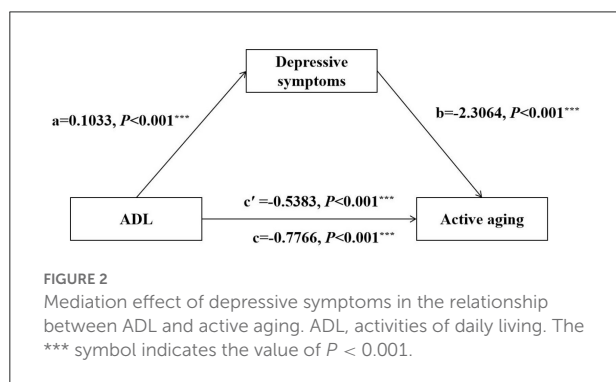 Depressive
symptoms
a=0.1033, P<0.001***
b=-2.3064, P<0.001***
ADL
c′ =-0.5383, P<0.001***
c=-0.7766, P<0.001***
Active aging
FIGURE 2
Mediation effect of depressive symptoms in the relationship
between ADL and active aging. ADL, activities of daily living. The
*** symbol indicates the value of P < 0.001.